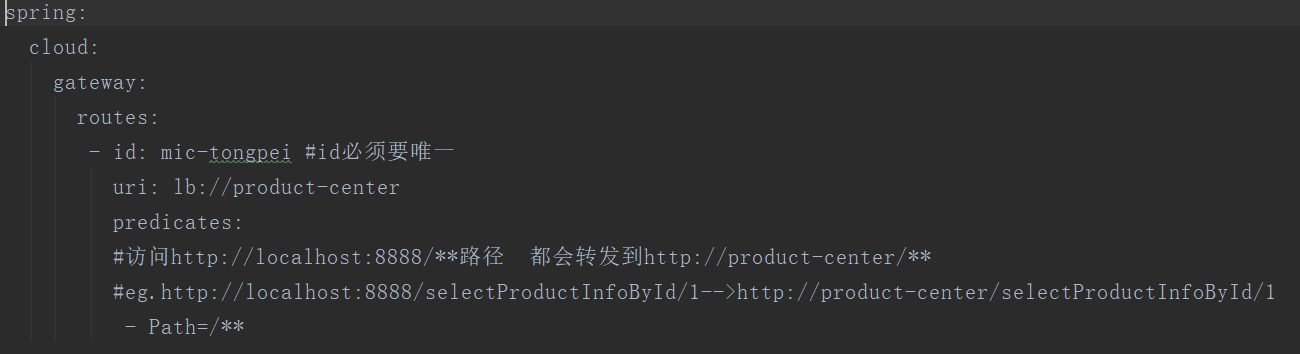 spring:
cloud:
gateway:
routes:
- id: mic-tongpei #id必须要唯一
uri: lb://product-center
predicates:
#访问http://localhost:8888/**路径  都会转发到http://product-center/**
#eg.http://localhost:8888/selectProductInfoById/1-->http://product-center/selectProductInfoById/1
- Path=/**